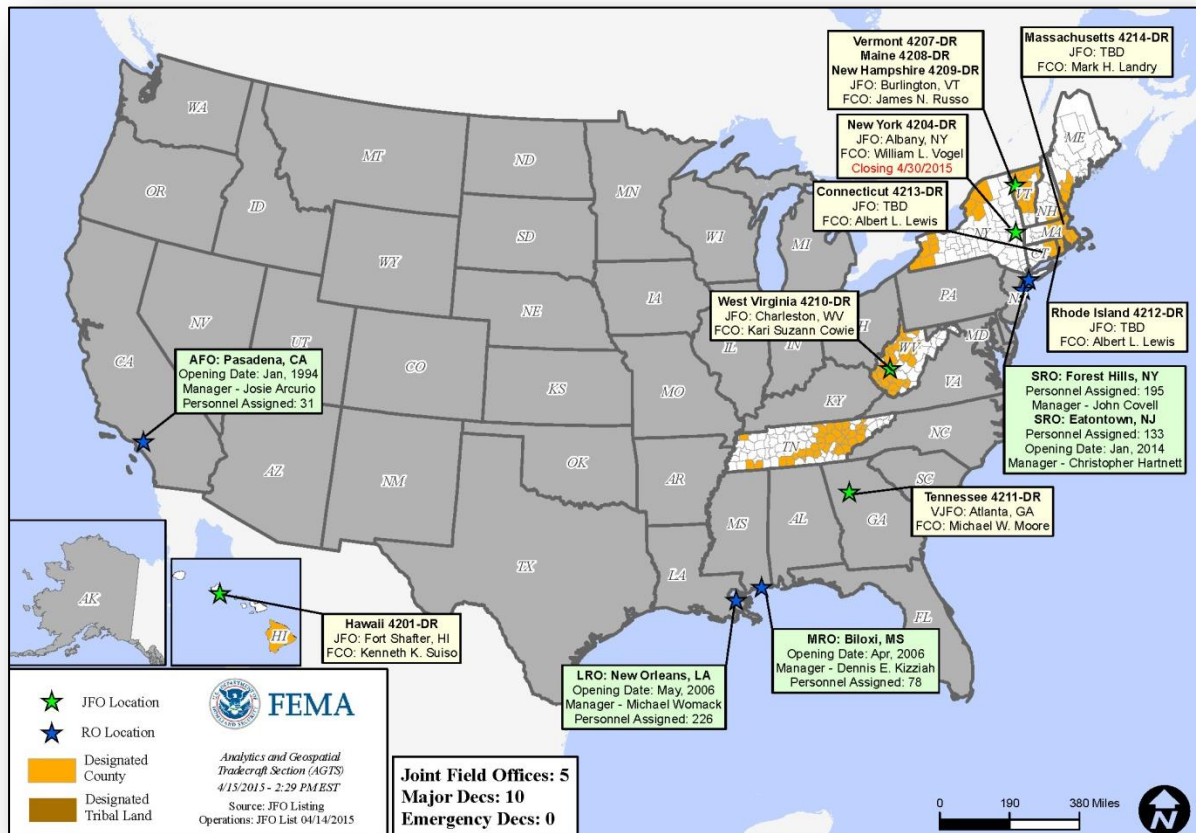 Vermont 4207-DR
Maine 4208-DR
New Hampshire 4209-DR
JFO: Burlington, VT
FCO: James N. Russo
Massachusetts 4214-DR
JFO: TBD
FCO: Mark H. Landry
New York 4204-DR
JFO: Albany, NY
FCO: William L. Vogel
Closing 4/30/2015
Connecticut 4213-DR
JFO: TBD
FCO: Albert L. Lewis
West Virginia 4210-DR
JFO: Charleston, WV
FCO: Kari Suzann Cowie
Rhode Island 4212-DR
JFO: TBD
FCO: Albert L. Lewis
AFO: Pasadena, CA
Opening Date: Jan, 1994
Manager - Josie Arcurio
Personnel Assigned: 31
SRO: Forest Hills, NY
Personnel Assigned: 195
Manager - John Covell
SRO: Eatontown, NJ
Personnel Assigned: 133
Opening Date: Jan, 2014
Manager - Christopher Hartnett
Tennessee 4211-DR
VJFO: Atlanta, GA
FCO: Michael W. Moore
Hawaii 4201-DR
JFO: Fort Shafter, HI
FCO: Kenneth K. Suiso
LRO: New Orleans, LA
Opening Date: May, 2006
Manager - Michael Womack
Personnel Assigned: 226
MRO: Biloxi, MS
Opening Date: Apr, 2006
Manager - Dennis E. Kizziah
Personnel Assigned: 78
WA
MT
ND
MN
ME
OR
ID
SD
WI
MI
VT
NH
NY
MA
CT
WY
IA
PA
NV
NE
IL
IN
MD
CA
UT
CO
KS
MO
WV
VA
KY
AZ
NM
OK
AR
TN
NC
SC
TX
LA
MS
AL
GA
FL
AK
HI
JFO Location
RO Location
Designated
County
Designated
Tribal Land
FEMA
Analytics and Geospatial
Tradecraft Section (AGTS)
4/15/2015 - 2:29 PM EST
Source: JFO Listing
Operations: JFO List 04/14/2015
Joint Field Offices: 5
Major Decs: 10
Emergency Decs: 0
0 190 380 Miles
N